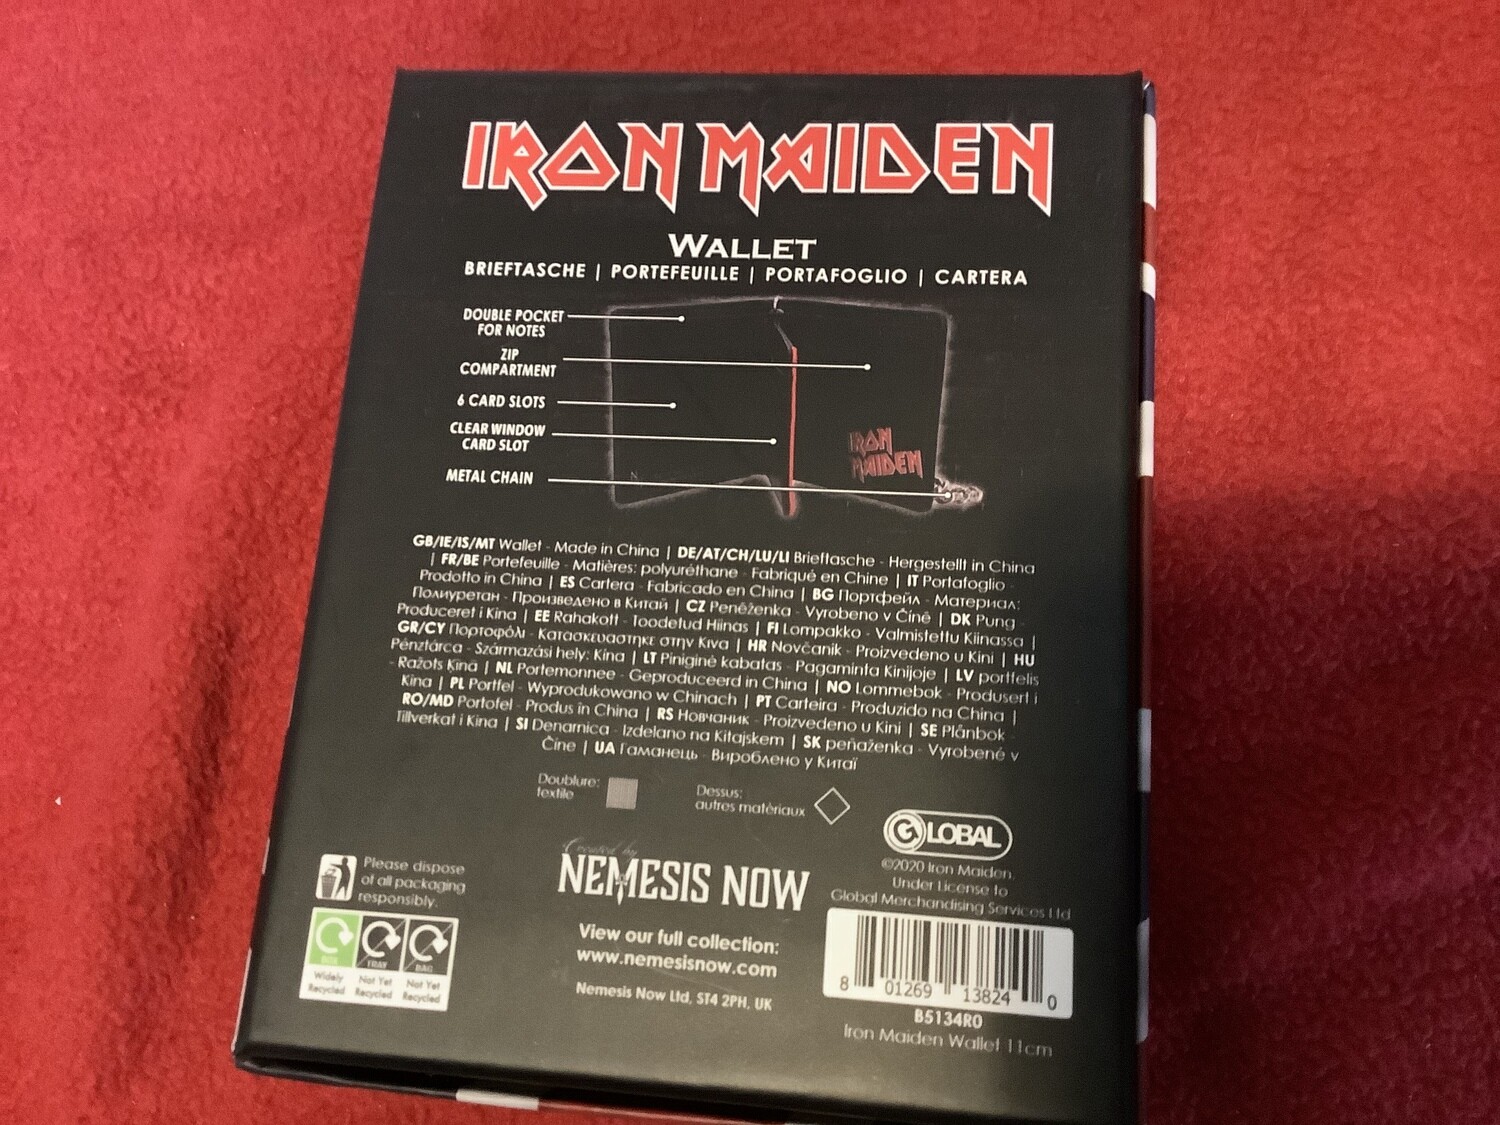 IRON MAIDEN
WALLET
BRIEFTASCHE | PORTEFEUILLE | PORTAFOGLIO | CARTERA
DOUBLE POCKET
FOR NOTES
ZIP
COMPARTMENT
6 CARD SLOTS
CLEAR WINDOW
CARD SLOT
METAL CHAIN
IRON
MAIDEN
GB/IE/IS/MT Wallet - Made in China | DE/AT/CH/LU/LI Brieftasche - Hergestellt in China
| FR/BE Portefeuille - Matières: polyuréthane - Fabriqué en Chine | IT Portafoglio -
Prodotto in China | ES Cartera - Fabricado en China | BG Портфейл - Материал:
Полиуретан - Произведено в Китай | CZ Peněženka - Vyrobeno v Číně | DK Pung -
Produceret i Kina | EE Rahakott - Toodetud Hiinas | FI Lompakko - Valmistettu Kiinassa |
GR/CY Πορτοφόλι - Κατασκευαστηκε στην Κινα | HR Novčanik - Proizvedeno u Kini | HU
Pénztárca - Származási hely: Kína | LT Piniginė kabatas - Pagaminta Kinijoje | LV portfelis
- Ražots Ķīnā | NL Portemonnee - Geproduceerd in China | NO Lommebok - Produsert i
Kina | PL Portfel - Wyprodukowano w Chinach | PT Carteira - Produzido na China |
RO/MD Portofel - Produs în China | RS Новчаник - Proizvedeno u Kini | SE Plånbok -
Tillverkat i Kina | SI Denarnica - Izdelano na Kitajskem | SK peňaženka - Vyrobené v
Číne | UA Гаманець - Вироблено у Китаї
Doublure:
textile
Dessus:
autres matériaux
GLOBAL
©2020 Iron Maiden.
Under License to
Global Merchandising Services Ltd
Please dispose
of all packaging
responsibly.
BOX TRAY BAG
Widely Recycled
Not Yet Recycled
Not Yet Recycled
Created by
NEMESIS NOW
View our full collection:
www.nemesisnow.com
Nemesis Now Ltd, ST4 2PH, UK
8 01269 13824 0
B5134R0
Iron Maiden Wallet 11cm